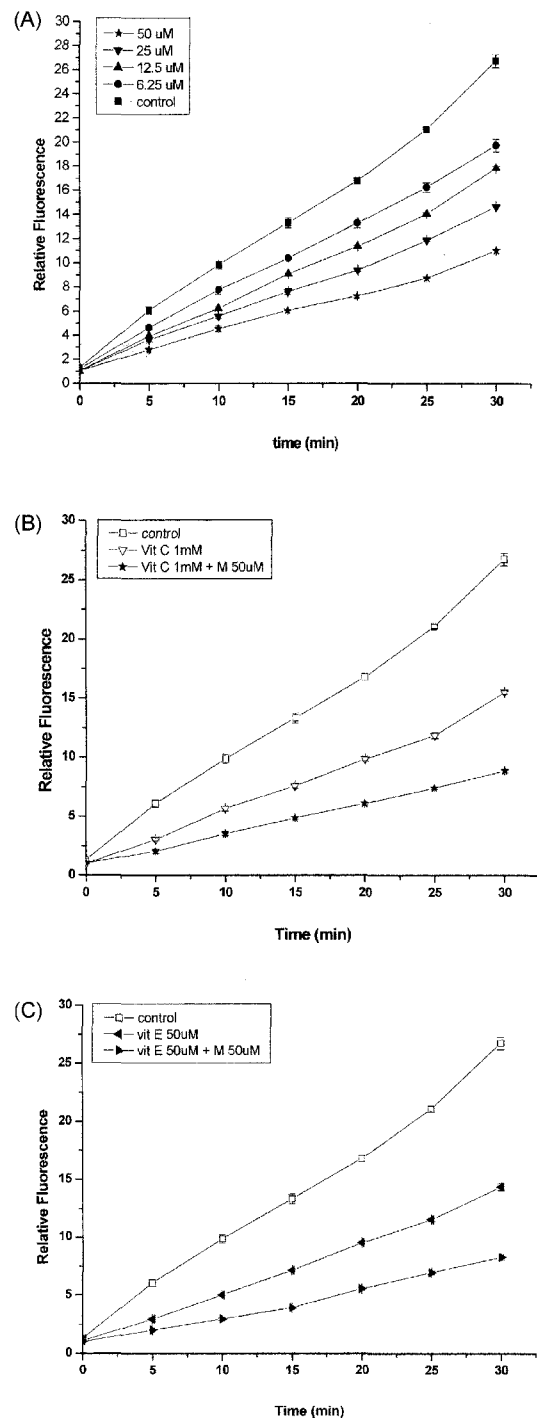 (A)
50 uM
25 uM
12.5 uM
6.25 uM
control
Relative Fluorescence
30
28
26
24
22
20
18
16
14
12
10
8
6
4
2
0
0 5 10 15 20 25 30
time (min)
(B)
control
Vit C 1mM
Vit C 1mM + M 50uM
Relative Fluorescence
30
25
20
15
10
5
0
0 5 10 15 20 25 30
Time (min)
(C)
control
vit E 50uM
vit E 50uM + M 50uM
Relative Fluorescence
30
25
20
15
10
5
0
0 5 10 15 20 25 30
Time (min)